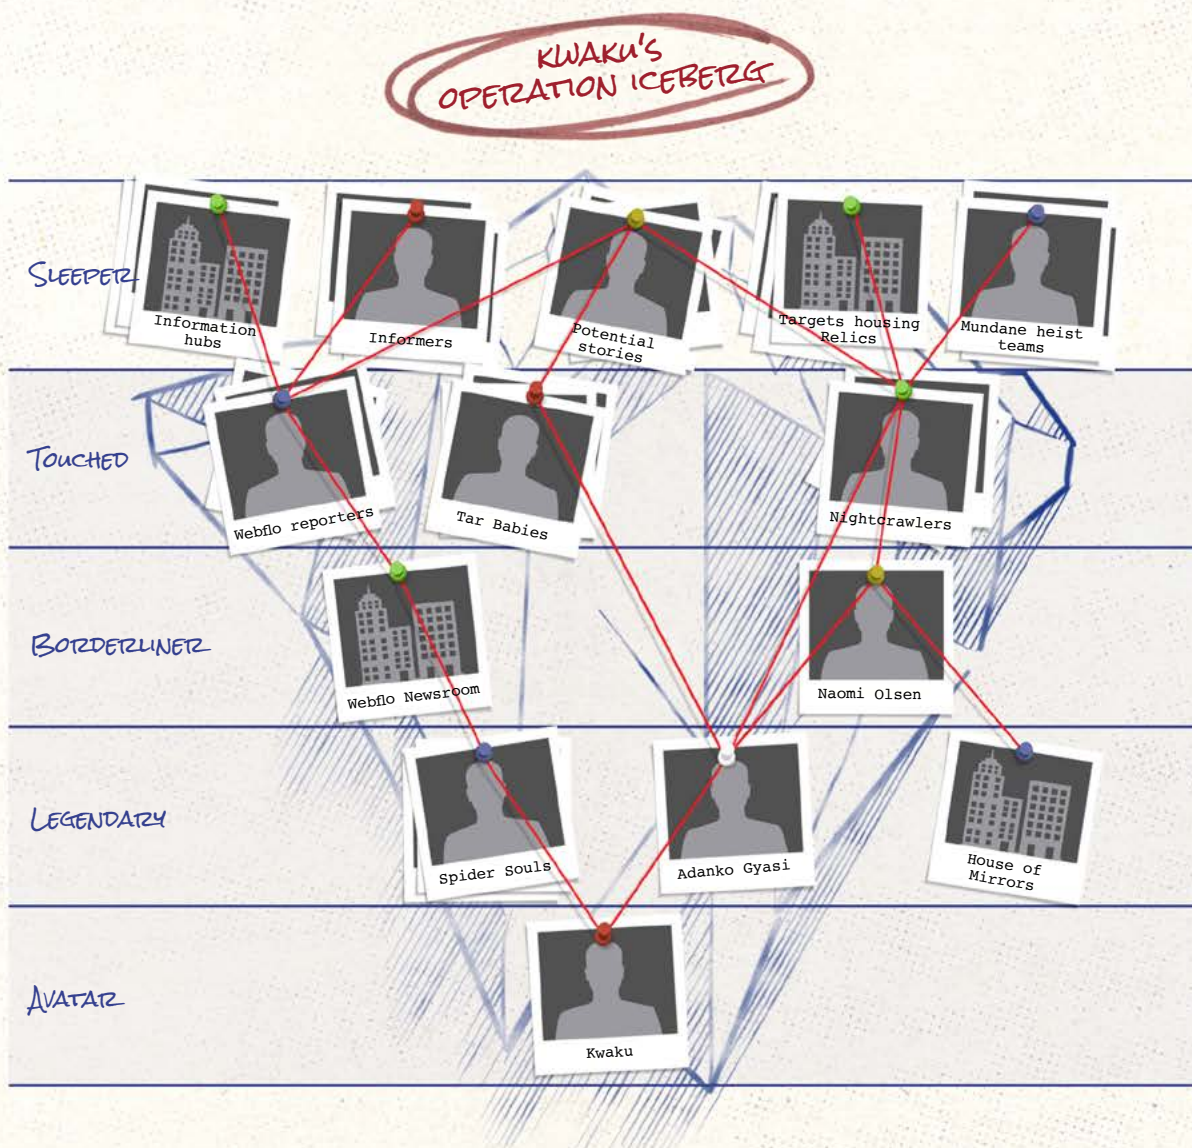 KWAKU'S
OPERATION ICEBERG
SLEEPER
Information
hubs
Informers
Potential
stories
Targets housing
Relics
Mundane heist
teams
TOUCHED
Webflo reporters
Tar Babies
Nightcrawlers
BORDERLINER
Webflo Newsroom
Naomi Olsen
LEGENDARY
Spider Souls
Adanko Gyasi
House of
Mirrors
AVATAR
Kwaku